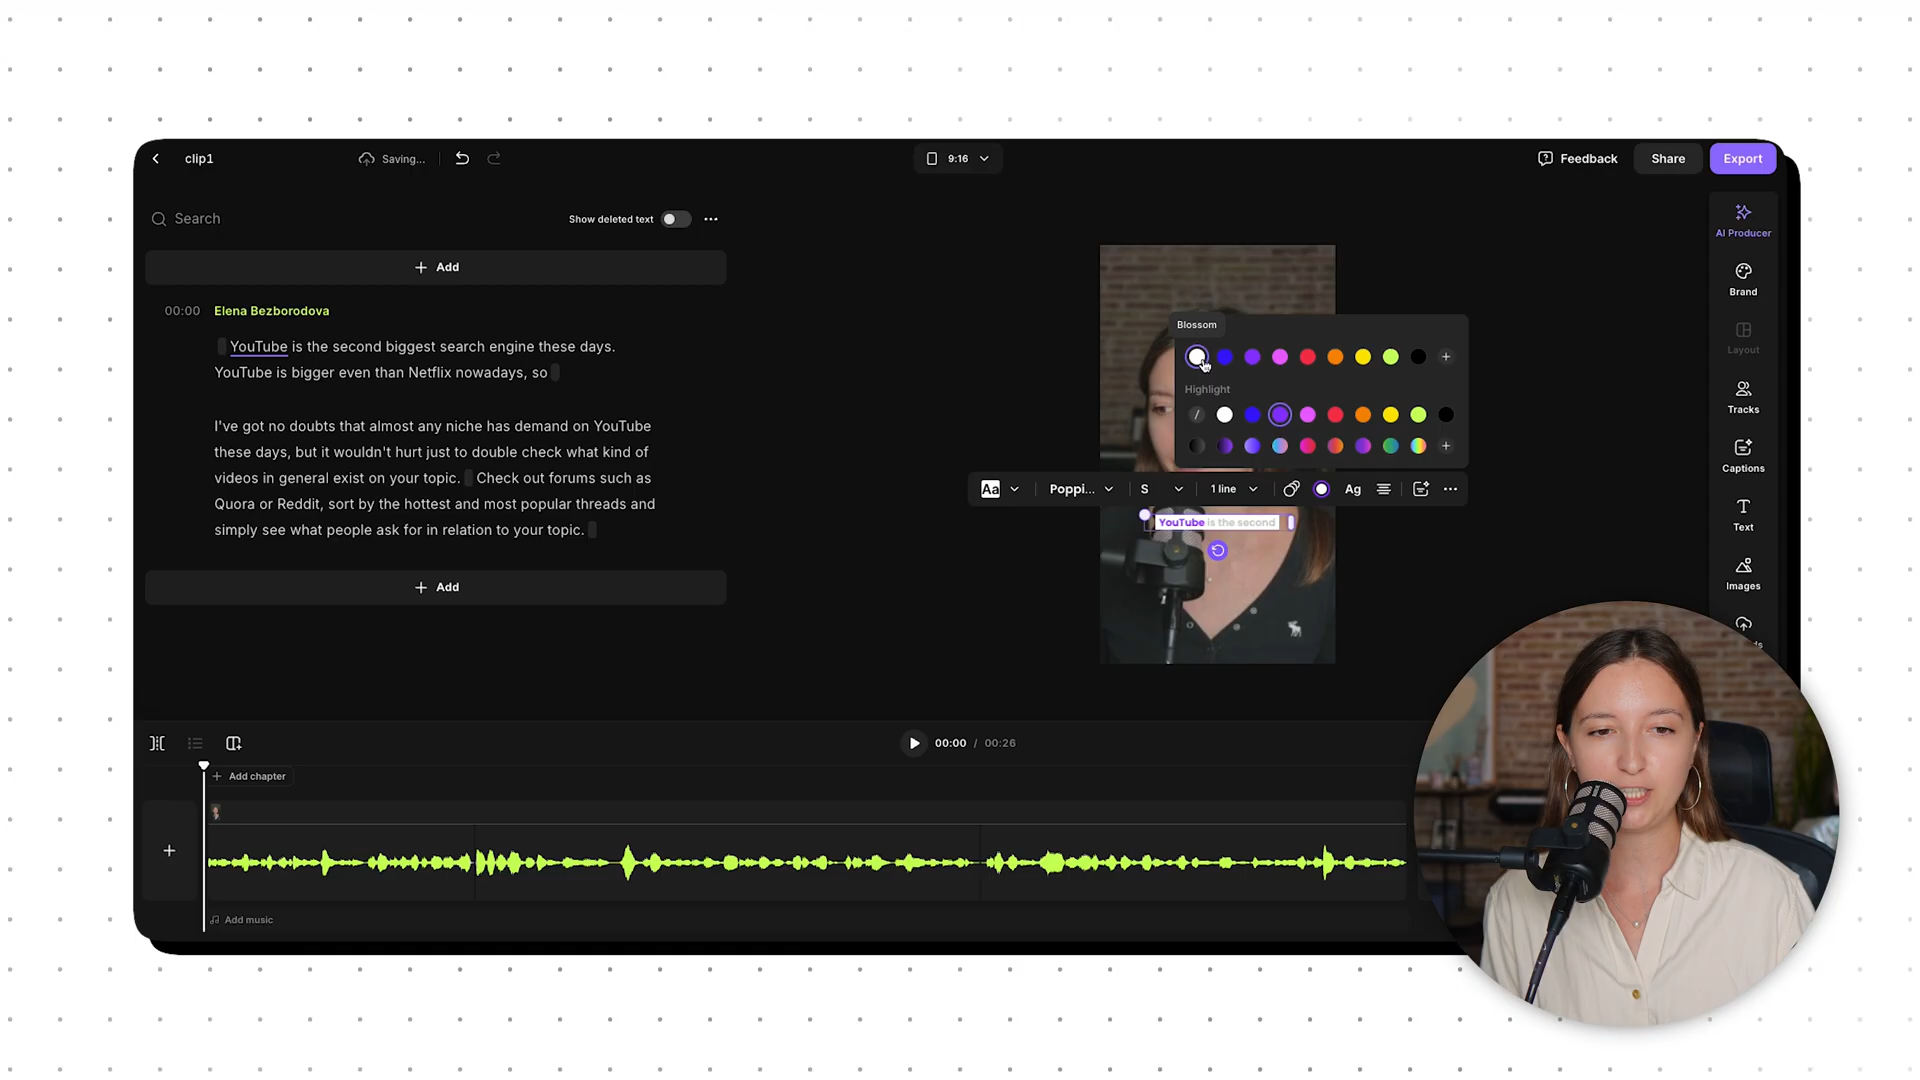 clip1
Saving...
9:16
Feedback
Share
Export
Search
Show deleted text
Add
00:00
Elena Bezborodova
YouTube is the second biggest search engine these days.
YouTube is bigger even than Netflix nowadays, so
I've got no doubts that almost any niche has demand on YouTube
these days, but it wouldn't hurt just to double check what kind of
videos in general exist on your topic. Check out forums such as
Quora or Reddit, sort by the hottest and most popular threads and
simply see what people ask for in relation to your topic.
Add
Blossom
Highlight
Aa
Poppi...
S
1 line
Ag
YouTube is the second
AI Producer
Brand
Layout
Tracks
Captions
Text
Images
00:00 / 00:26
Add chapter
Add music